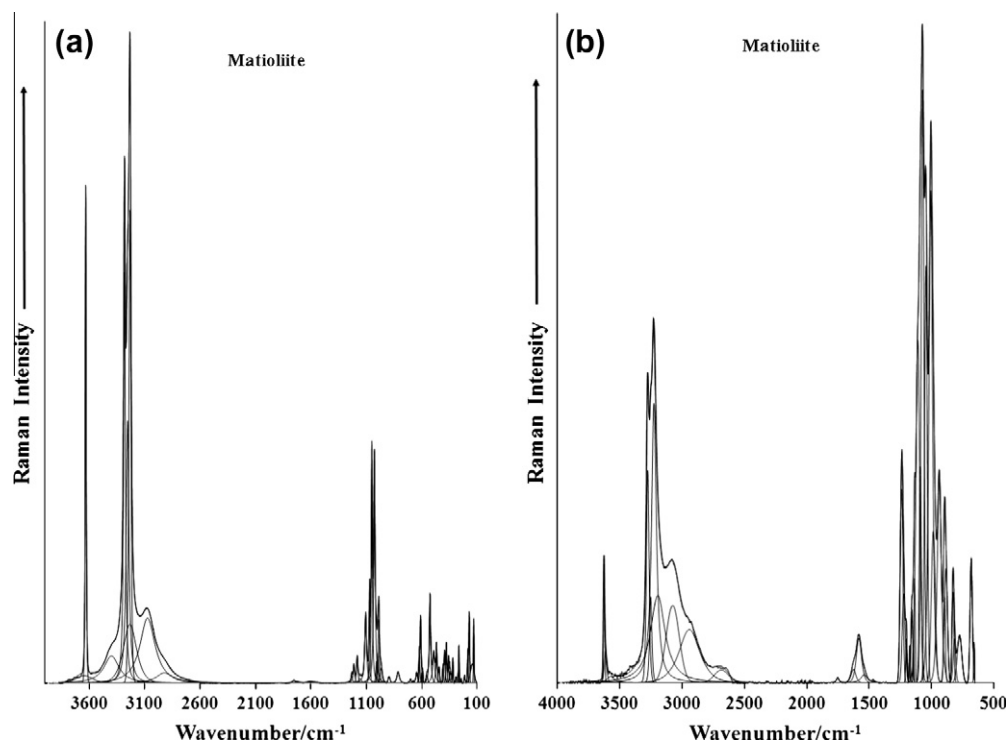 (a)
Matioliite
Raman Intensity
3600 3100 2600 2100 1600 1100 600 100
Wavenumber/cm-1
(b)
Matioliite
Raman Intensity
4000 3500 3000 2500 2000 1500 1000 500
Wavenumber/cm-1